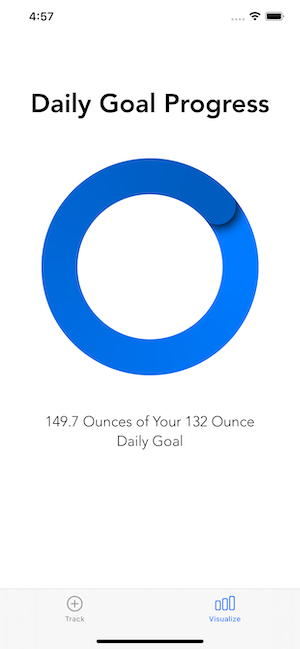 4:57
Daily Goal Progress
149.7 Ounces of Your 132 Ounce
Daily Goal
Track
Visualize